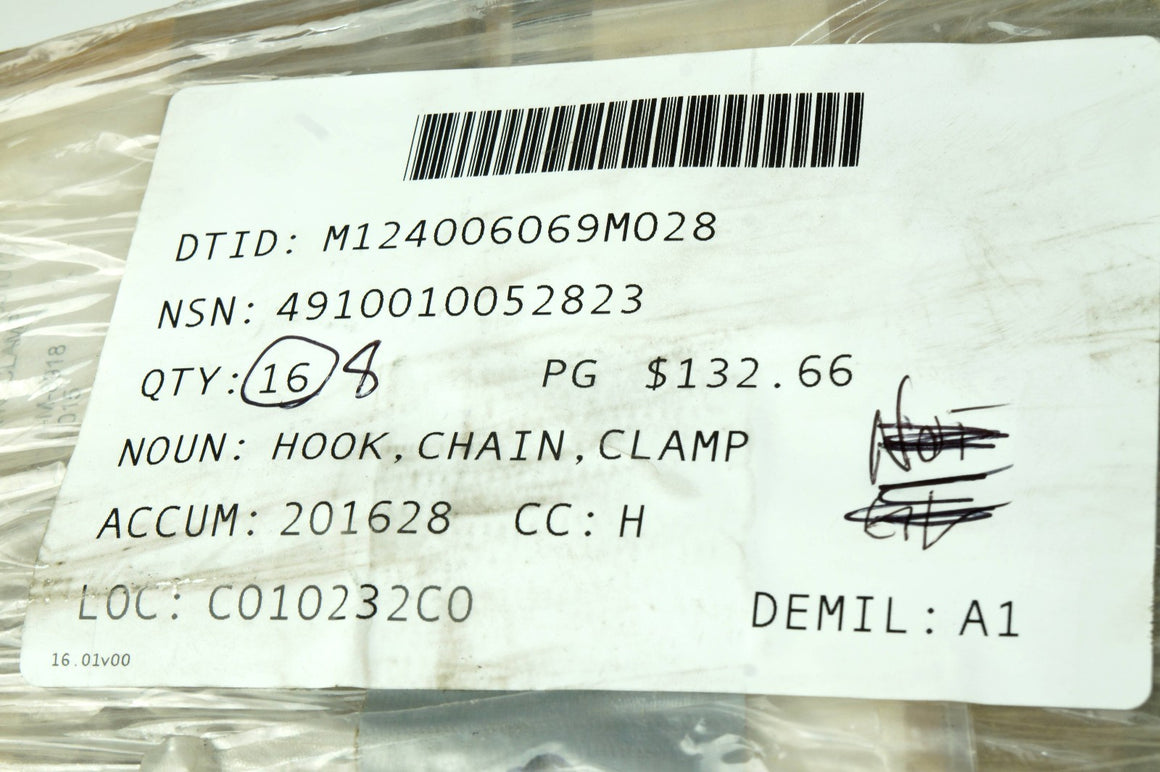 DTID: M124006069M028
NSN: 4910010052823
QTY: 16 8 PG $132.66
NOUN: HOOK,CHAIN,CLAMP
ACCUM: 201628 CC: H
LOC: C010232C0
DEMIL: A1
16.01v00